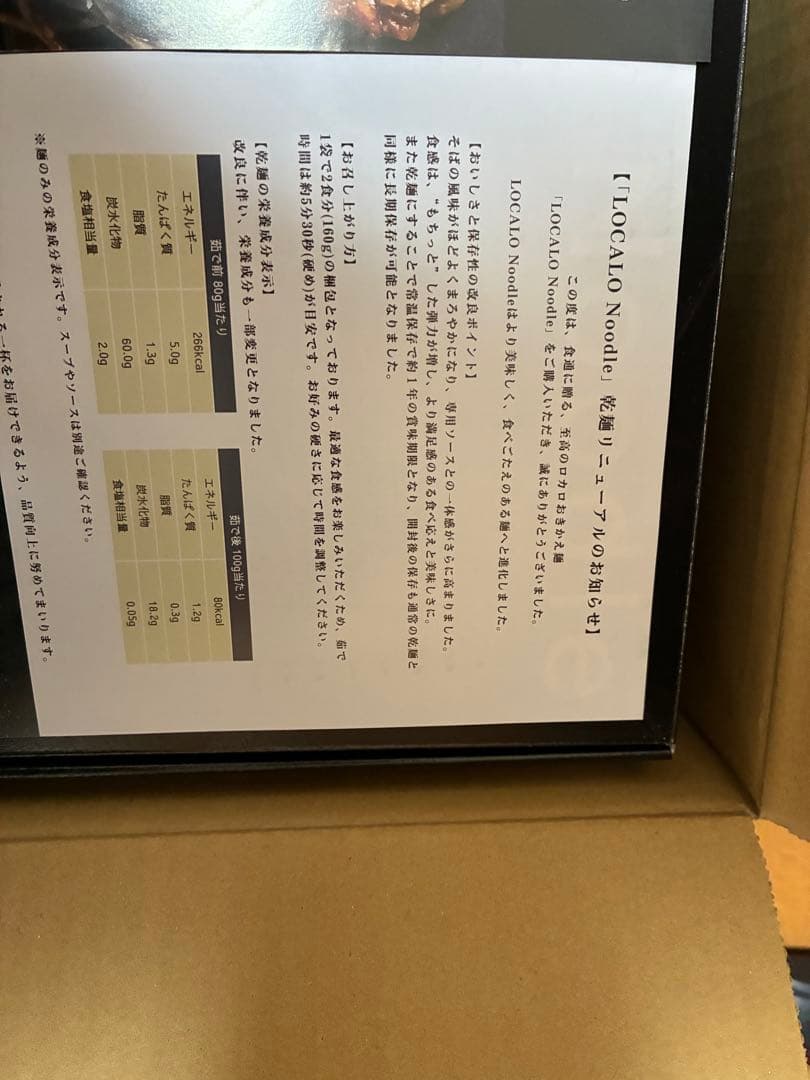 【「LOCALO Noodle」乾麺リニューアルのお知らせ】
この度は、食通に贈る、至高のロカロおきかえ麺
「LOCALO Noodle」をご購入いただき、誠にありがとうございました。
LOCALO Noodleはより美味しく、食べごたえのある麺へと進化しました。
【おいしさと保存性の改良ポイント】
そばの風味がほどよくまろやかになり、専用ソースとの一体感がさらに高まりました。
食感は、“もちっと”した弾力が増し、より満足感のある食べ応えと美味しさに。
また乾麺にすることで常温保存で約1年の賞味期限となり、開封後の保存も通常の乾麺と
同様に長期保存が可能となりました。
【お召し上がり方】
1袋で2食分(160g)の梱包となっております。最適な食感をお楽しみいただくため、茹で
時間は約5分30秒(硬め)が目安です。お好みの硬さに応じて時間を調整してください。
【乾麺の栄養成分表示】
改良に伴い、栄養成分も一部変更となりました。
茹で前 80g当たり
エネルギー 266kcal
たんぱく質 5.0g
脂質 1.3g
炭水化物 60.0g
食塩相当量 2.0g
茹で後 100g当たり
エネルギー 80kcal
たんぱく質 1.2g
脂質 0.3g
炭水化物 18.2g
食塩相当量 0.05g
※麺のみの栄養成分表示です。スープやソースは別途ご確認ください。
る一杯をお届けできるよう、品質向上に努めてまいります。